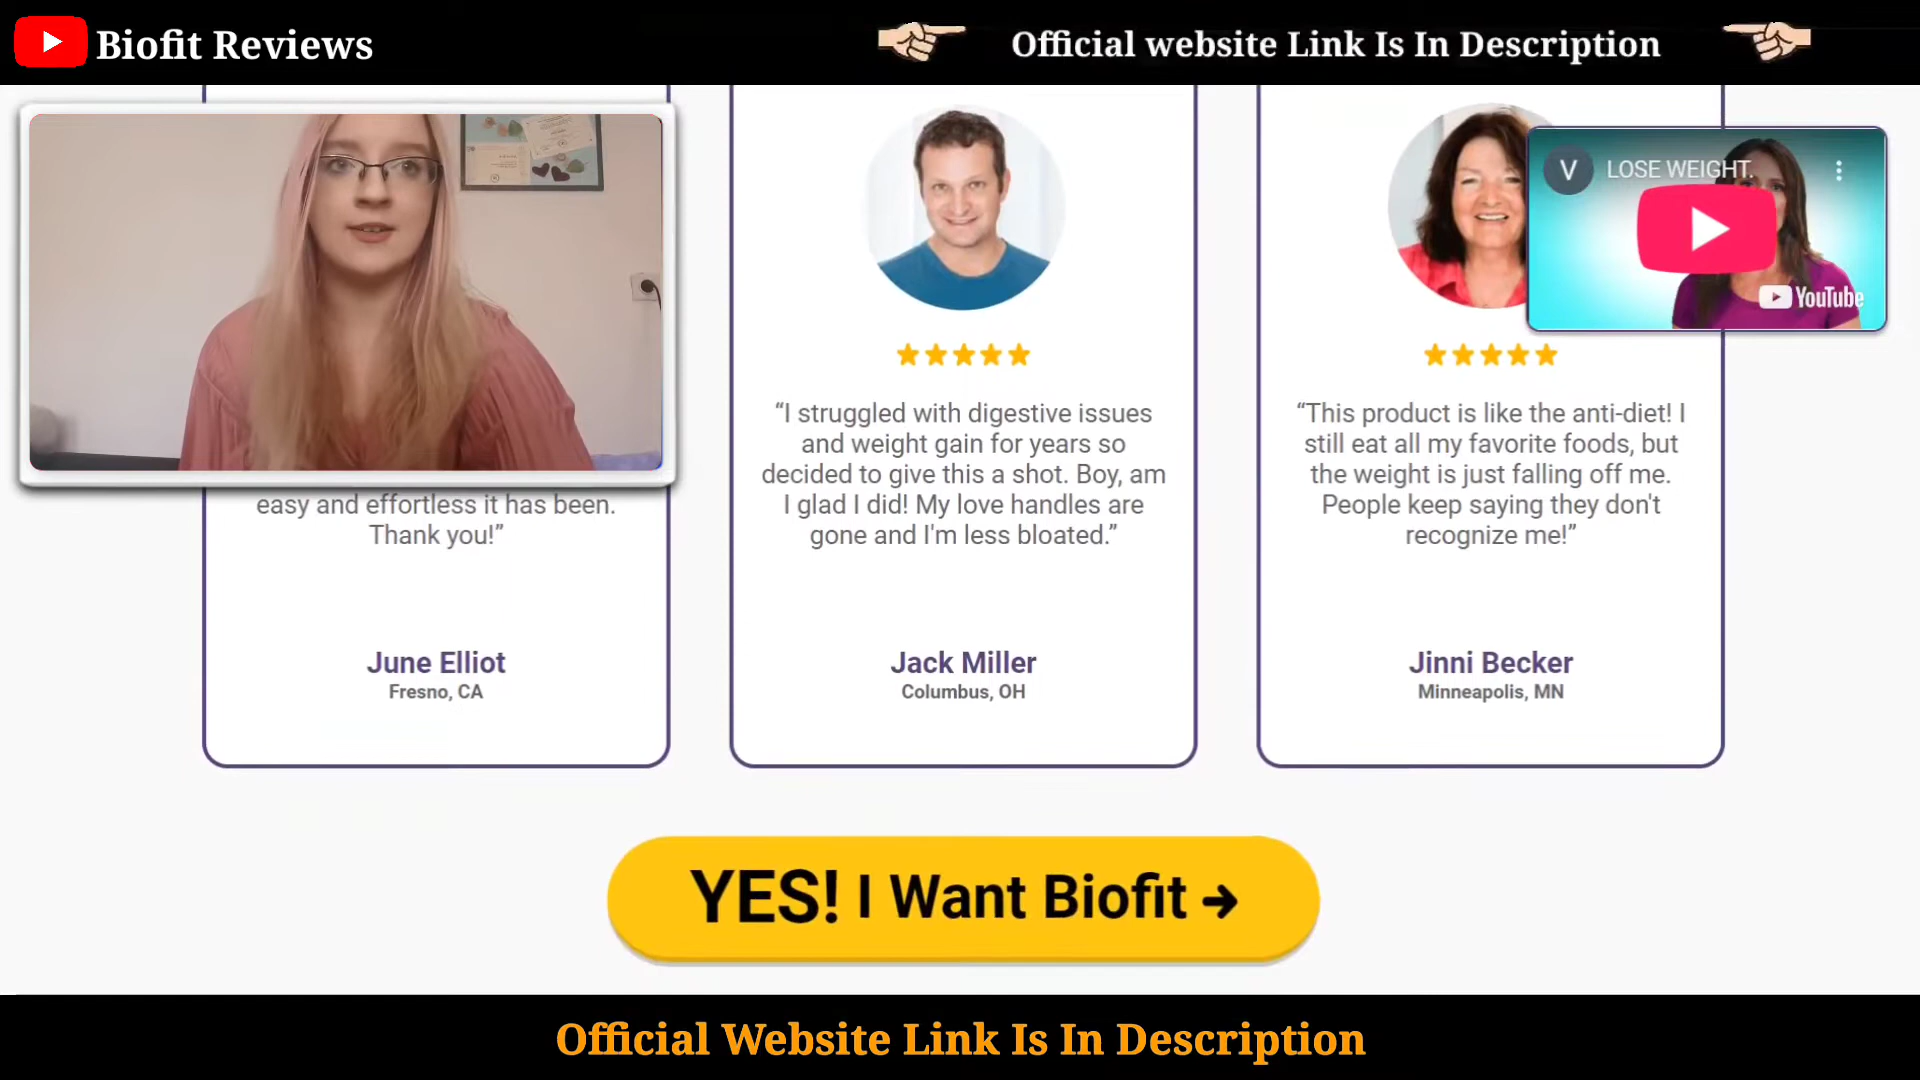 Biofit Reviews
Official website Link Is In Description
V
LOSE WEIGHT.
YouTube
easy and effortless it has been.
Thank you!”
June Elliot
Fresno, CA
“I struggled with digestive issues
and weight gain for years so
decided to give this a shot. Boy, am
I glad I did! My love handles are
gone and I'm less bloated.”
Jack Miller
Columbus, OH
“This product is like the anti-diet! I
still eat all my favorite foods, but
the weight is just falling off me.
People keep saying they don't
recognize me!”
Jinni Becker
Minneapolis, MN
YES! I Want Biofit →
Official Website Link Is In Description